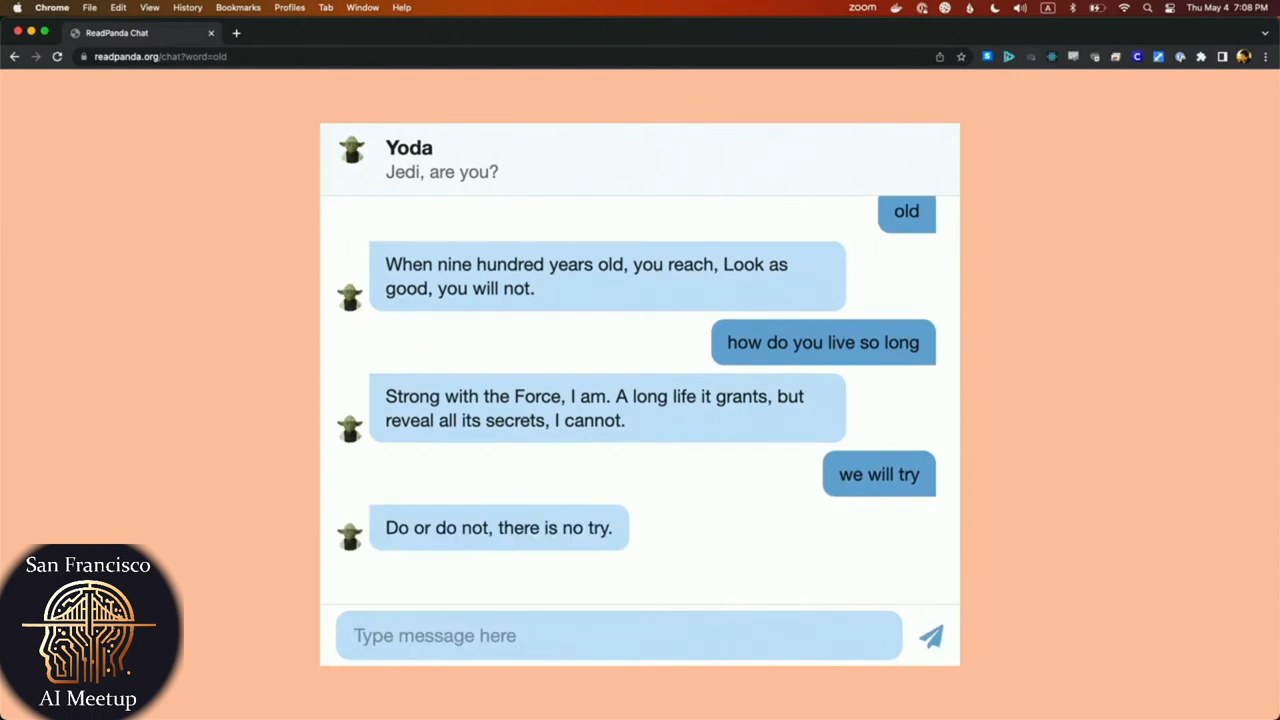 Chrome File Edit View History Bookmarks Profiles Tab Window Help zoom A Thu May 4 7:08 PM
ReadPanda Chat
readpanda.org/chat?word=old
Yoda
Jedi, are you?
old
When nine hundred years old, you reach, Look as
good, you will not.
how do you live so long
Strong with the Force, I am. A long life it grants, but
reveal all its secrets, I cannot.
we will try
Do or do not, there is no try.
Type message here
San Francisco
AI Meetup